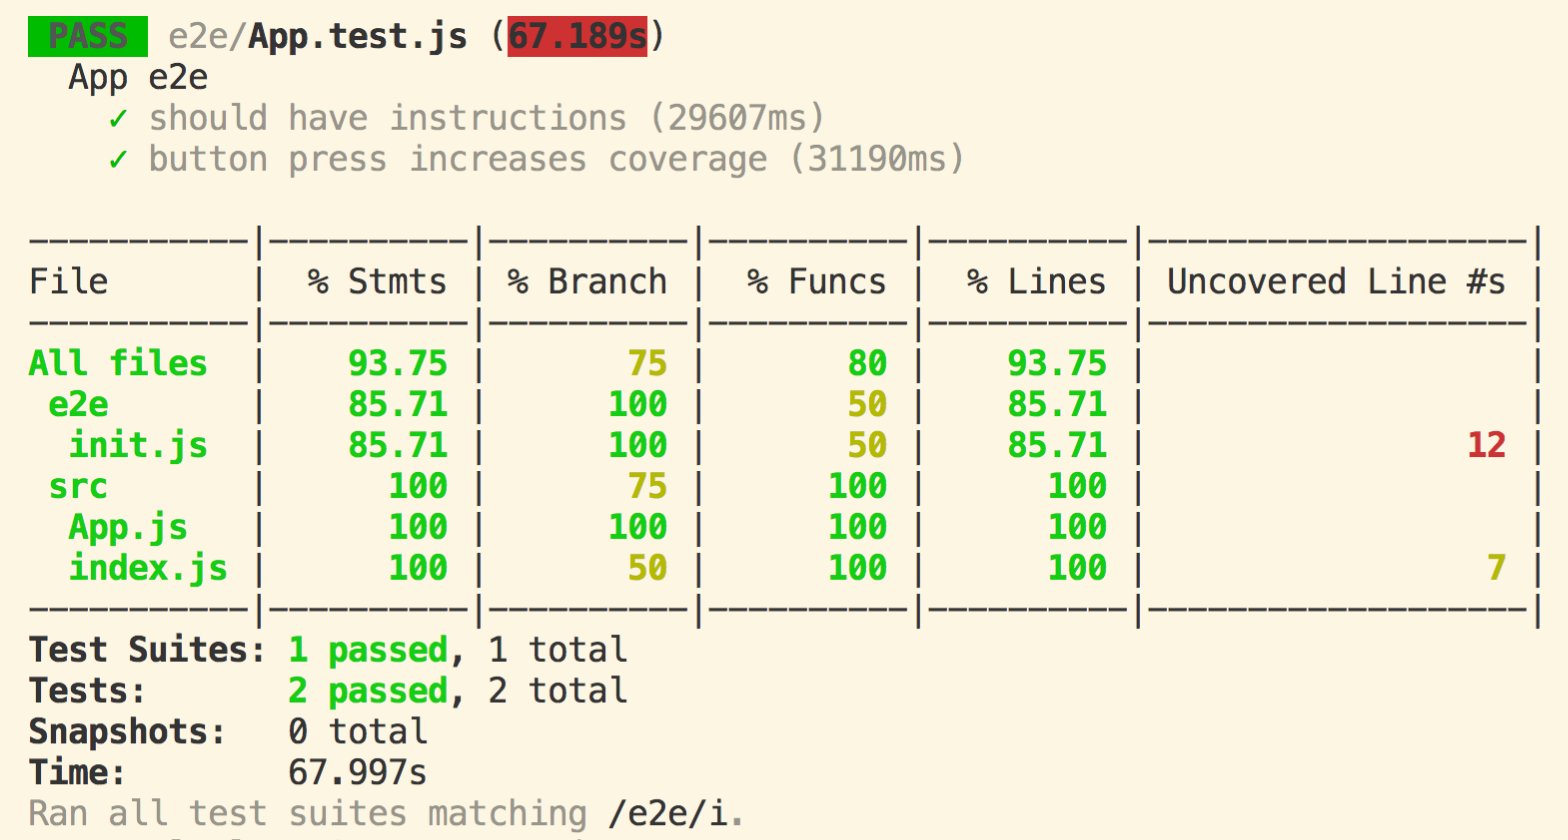 PASS e2e/App.test.js (67.189s)
App e2e
✓ should have instructions (29607ms)
✓ button press increases coverage (31190ms)
-----------|----------|----------|----------|----------|-------------------|
File | % Stmts | % Branch | % Funcs | % Lines | Uncovered Line #s |
-----------|----------|----------|----------|----------|-------------------|
All files | 93.75 | 75 | 80 | 93.75 | |
e2e | 85.71 | 100 | 50 | 85.71 | |
init.js | 85.71 | 100 | 50 | 85.71 | 12 |
src | 100 | 75 | 100 | 100 | |
App.js | 100 | 100 | 100 | 100 | |
index.js | 100 | 50 | 100 | 100 | 7 |
-----------|----------|----------|----------|----------|-------------------|
Test Suites: 1 passed, 1 total
Tests: 2 passed, 2 total
Snapshots: 0 total
Time: 67.997s
Ran all test suites matching /e2e/i.